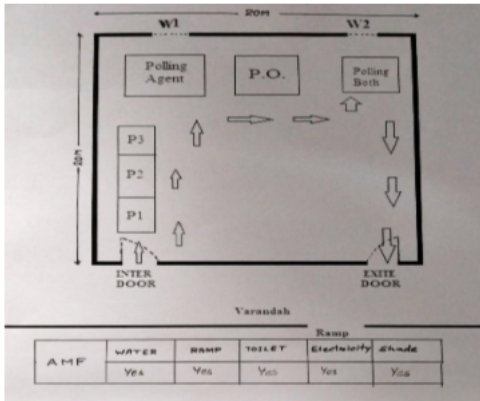 20M
W1
W2
Polling
Agent
P.O.
Polling
Both
20M
P3
P2
P1
INTER
DOOR
EXITE
DOOR
Varandah
Ramp
AMF
WATER
RAMP
TOILET
Electricity
Shade
Yes
Yes
Yes
Yes
Yes